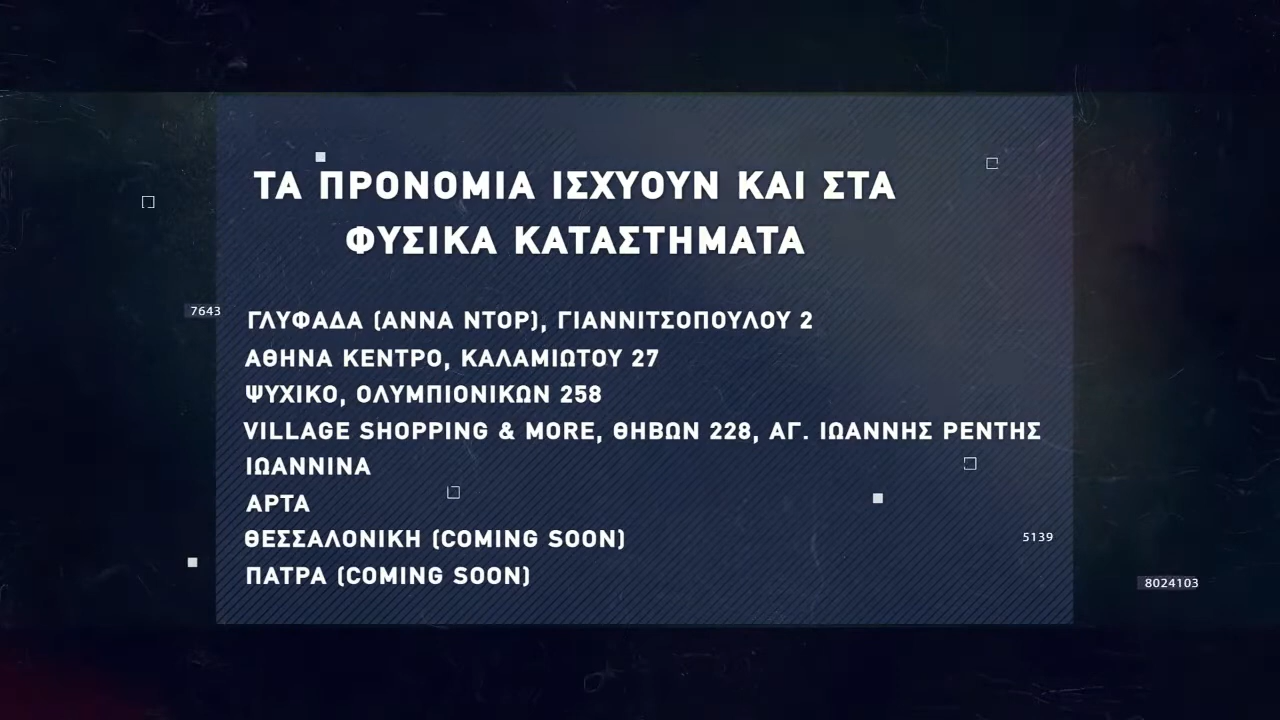 ΤΑ ΠΡΟΝΟΜΙΑ ΙΣΧΥΟΥΝ ΚΑΙ ΣΤΑ
ΦΥΣΙΚΑ ΚΑΤΑΣΤΗΜΑΤΑ
7643
ΓΛΥΦΑΔΑ (ΑΝΝΑ ΝΤΟΡ), ΓΙΑΝΝΙΤΣΟΠΟΥΛΟΥ 2
ΑΘΗΝΑ ΚΕΝΤΡΟ, ΚΑΛΑΜΙΩΤΟΥ 27
ΨΥΧΙΚΟ, ΟΛΥΜΠΙΟΝΙΚΩΝ 258
VILLAGE SHOPPING & MORE, ΘΗΒΩΝ 228, ΑΓ. ΙΩΑΝΝΗΣ ΡΕΝΤΗΣ
ΙΩΑΝΝΙΝΑ
ΑΡΤΑ
ΘΕΣΣΑΛΟΝΙΚΗ (COMING SOON)
5139
ΠΑΤΡΑ (COMING SOON)
8024103